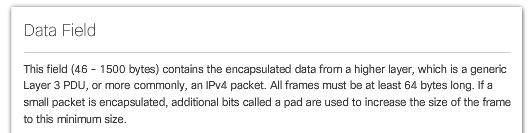 Data Field
This field (46 - 1500 bytes) contains the encapsulated data from a higher layer, which is a generic
Layer 3 PDU, or more commonly, an IPv4 packet. All frames must be at least 64 bytes long. If a
small packet is encapsulated, additional bits called a pad are used to increase the size of the frame
to this minimum size.